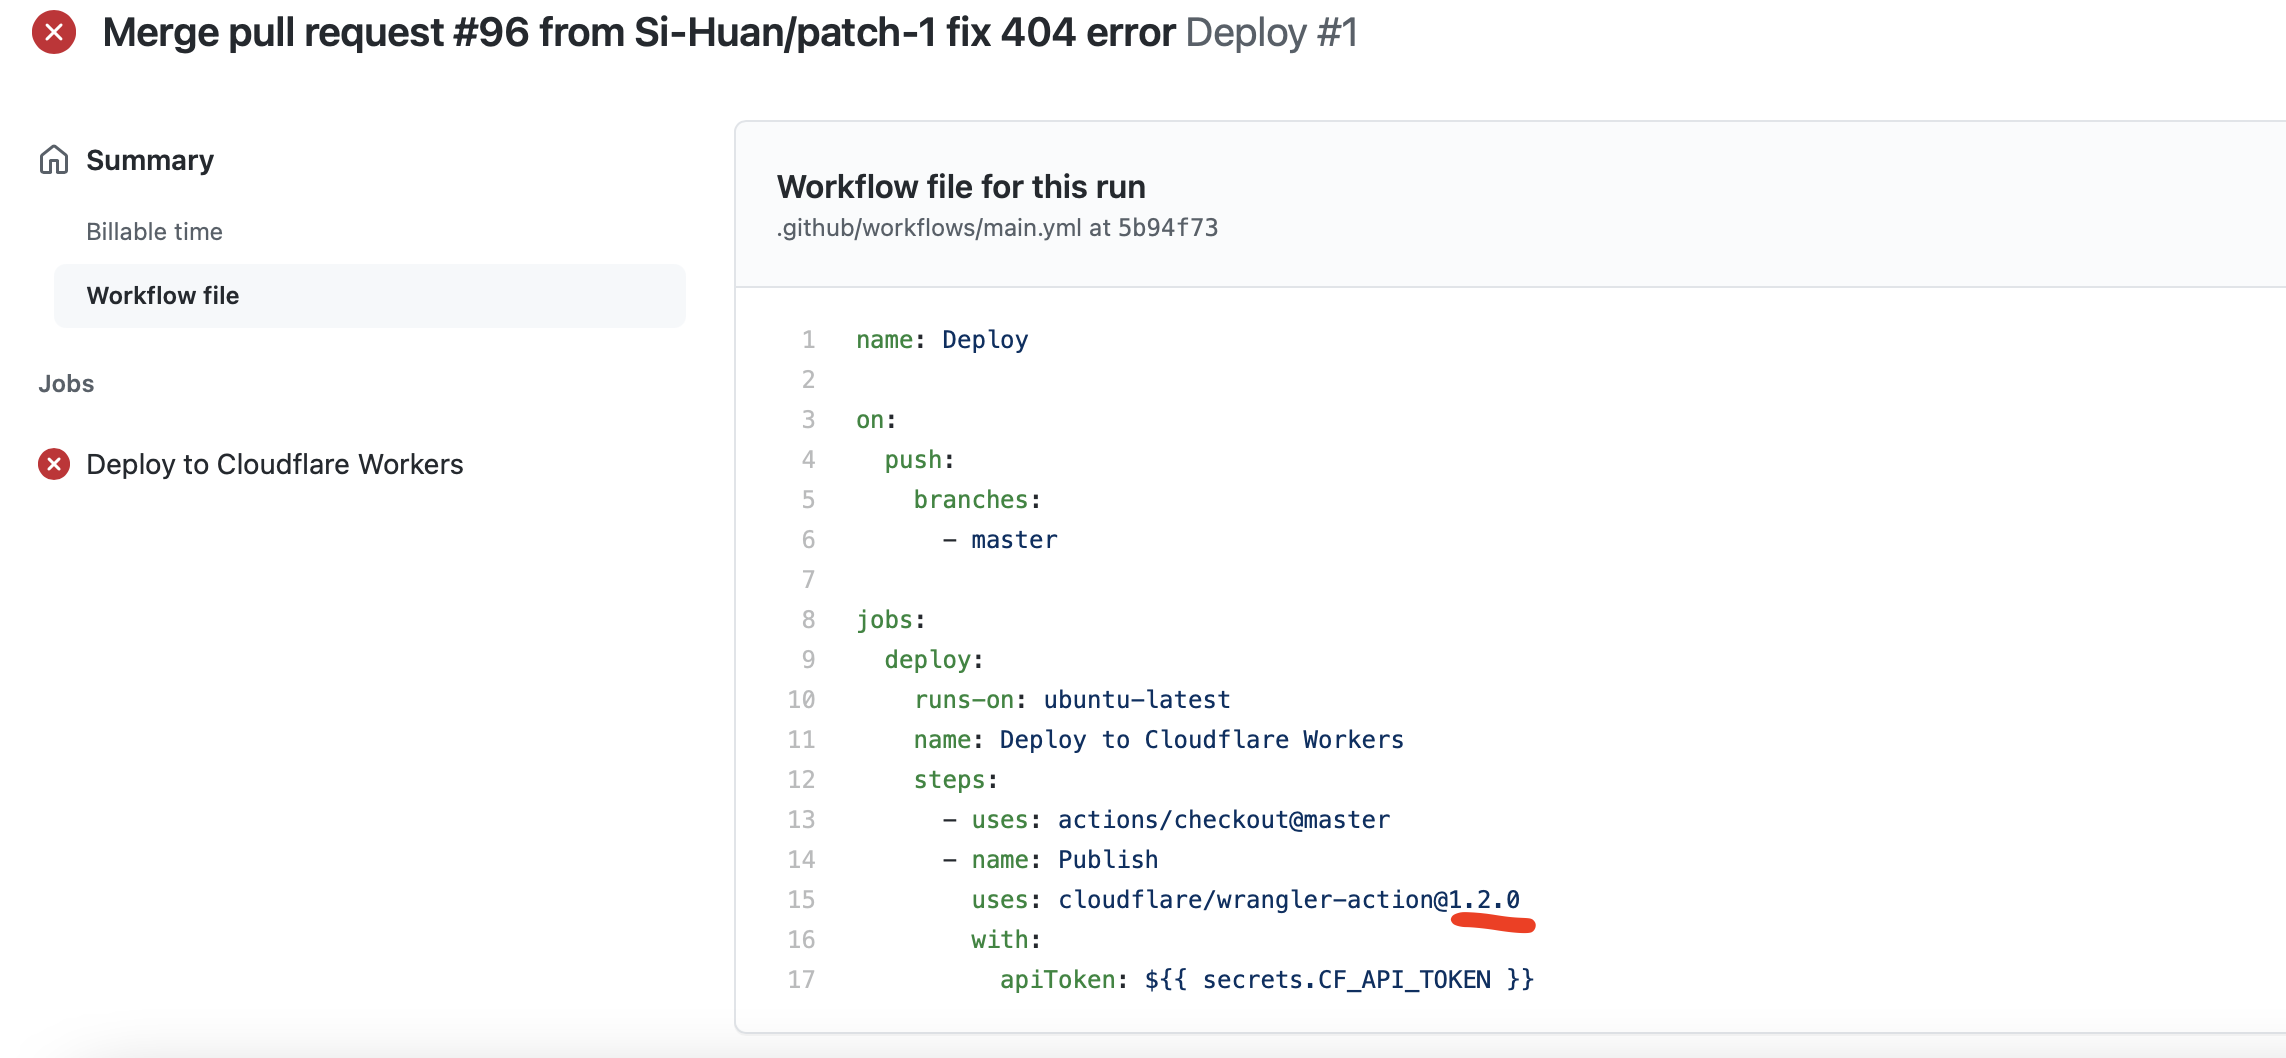 Merge pull request #96 from Si-Huan/patch-1 fix 404 error Deploy #1
Summary
Billable time
Workflow file
Jobs
Deploy to Cloudflare Workers
Workflow file for this run
.github/workflows/main.yml at 5b94f73
1 name: Deploy
2
3 on:
4 push:
5 branches:
6 - master
7
8 jobs:
9 deploy:
10 runs-on: ubuntu-latest
11 name: Deploy to Cloudflare Workers
12 steps:
13 - uses: actions/checkout@master
14 - name: Publish
15 uses: cloudflare/wrangler-action@1.2.0
16 with:
17 apiToken: ${{ secrets.CF_API_TOKEN }}